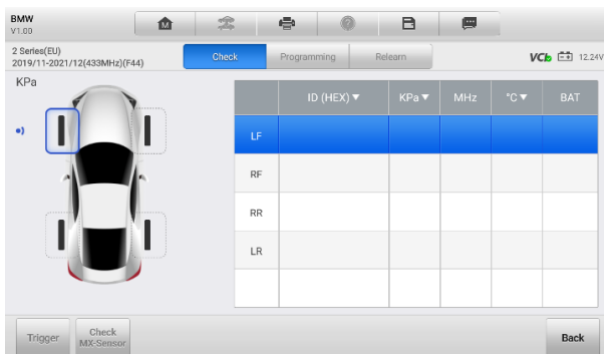 BMW
V1.00
2 Series(EU)
2019/11-2021/12(433MHz)(F44)
Check
Programming
Relearn
VCI
12.24V
KPa
ID (HEX) ▼
KPa▼
MHz
°C▼
BAT
LF
RF
RR
LR
Trigger
Check
MX-Sensor
Back